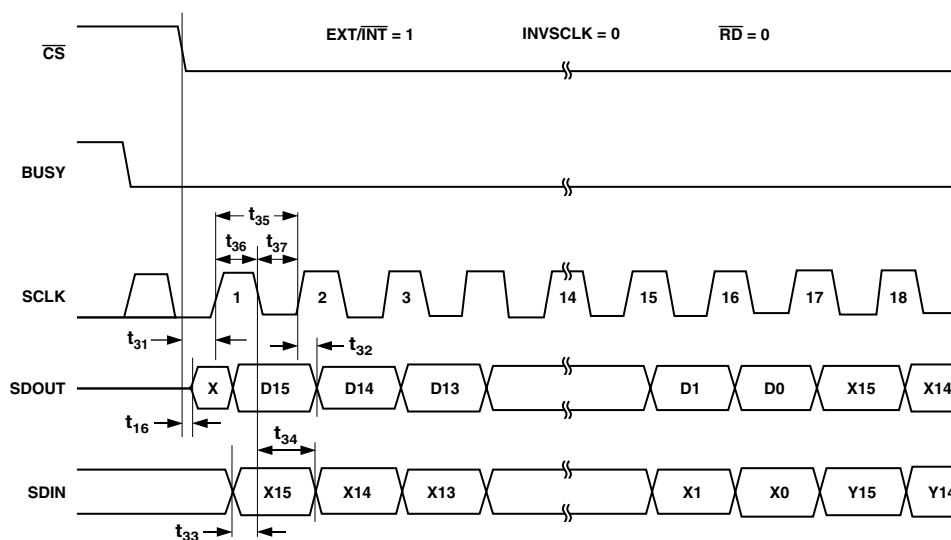 EXT/INT = 1 INVSCLK = 0 RD = 0
CS
BUSY
t35
t36 t37
SCLK 1 2 3 14 15 16 17 18
t31 t32
SDOUT X D15 D14 D13 D1 D0 X15 X14
t16 t34
SDIN X15 X14 X13 X1 X0 Y15 Y14
t33